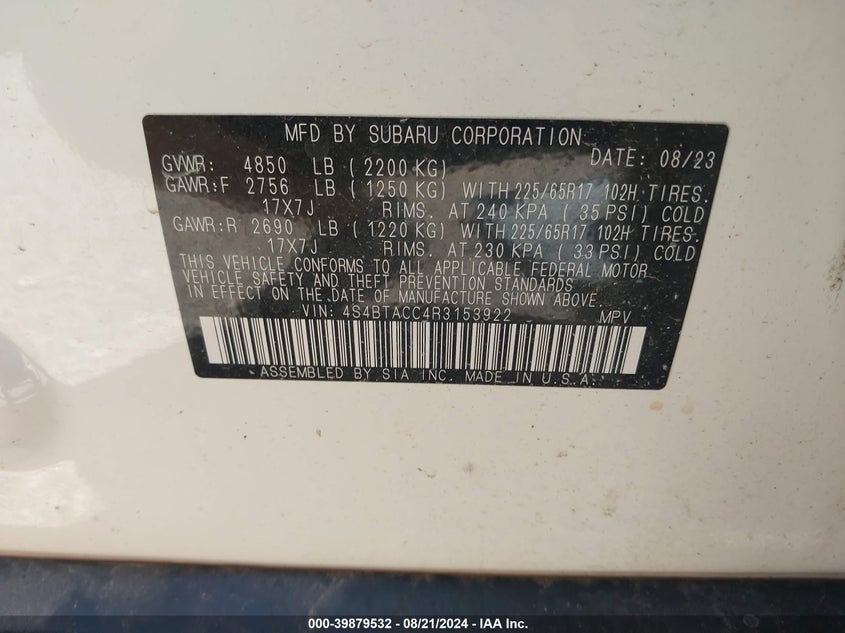 MFD BY SUBARU CORPORATION
GVWR: 4850 LB ( 2200 KG) DATE: 08/23
GAWR:F 2756 LB ( 1250 KG) WITH 225/65R17 102H TIRES.
17X7J RIMS. AT 240 KPA ( 35 PSI) COLD
GAWR:R 2690 LB ( 1220 KG) WITH 225/65R17 102H TIRES.
17X7J RIMS. AT 230 KPA ( 33 PSI) COLD
THIS VEHICLE CONFORMS TO ALL APPLICABLE FEDERAL MOTOR
VEHICLE SAFETY AND THEFT PREVENTION STANDARDS
IN EFFECT ON THE DATE OF MANUFACTURE SHOWN ABOVE.
VIN: 4S4BTACC4R3153922 MPV
ASSEMBLED BY SIA INC. MADE IN U.S.A.
000-39879532 - 08/21/2024 - IAA Inc.